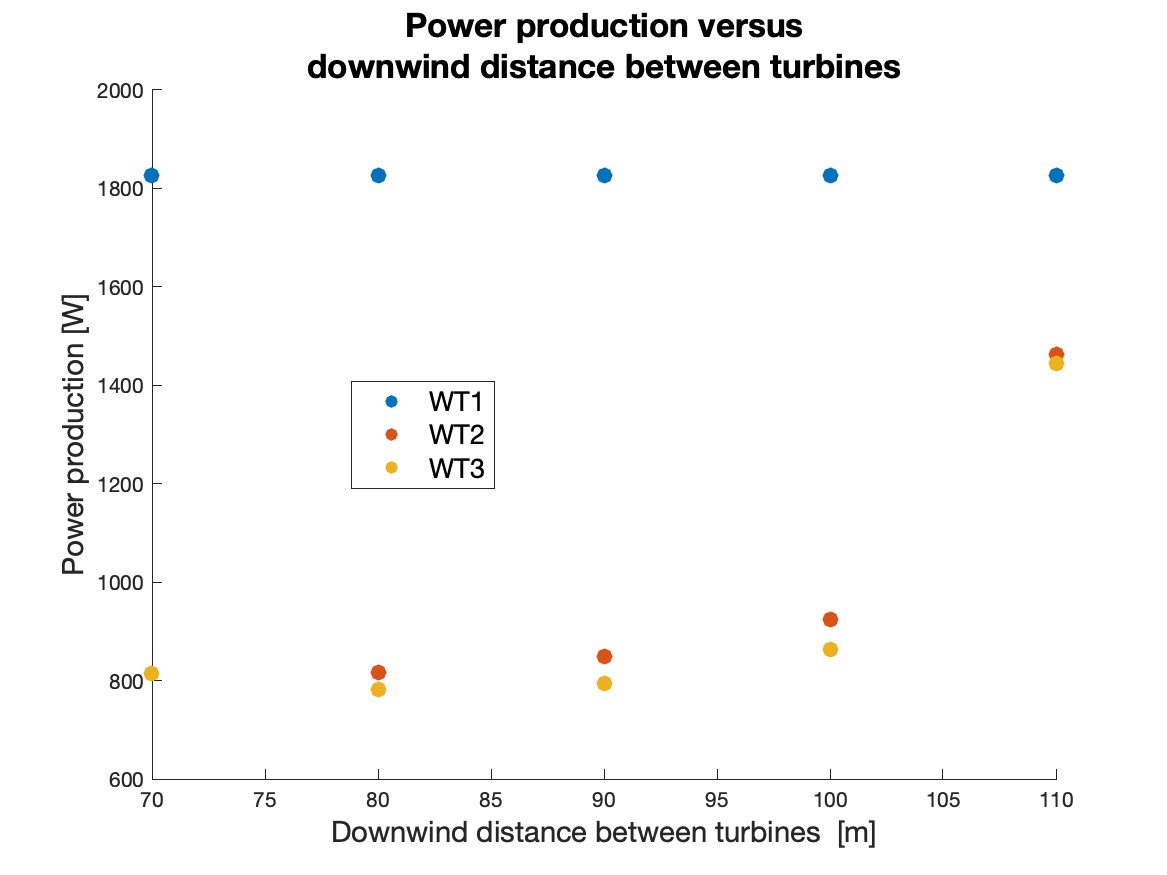 Power production versus
downwind distance between turbines
Power production [W]
2000
1800
1600
1400
1200
1000
800
600
WT1
WT2
WT3
70 75 80 85 90 95 100 105 110
Downwind distance between turbines [m]